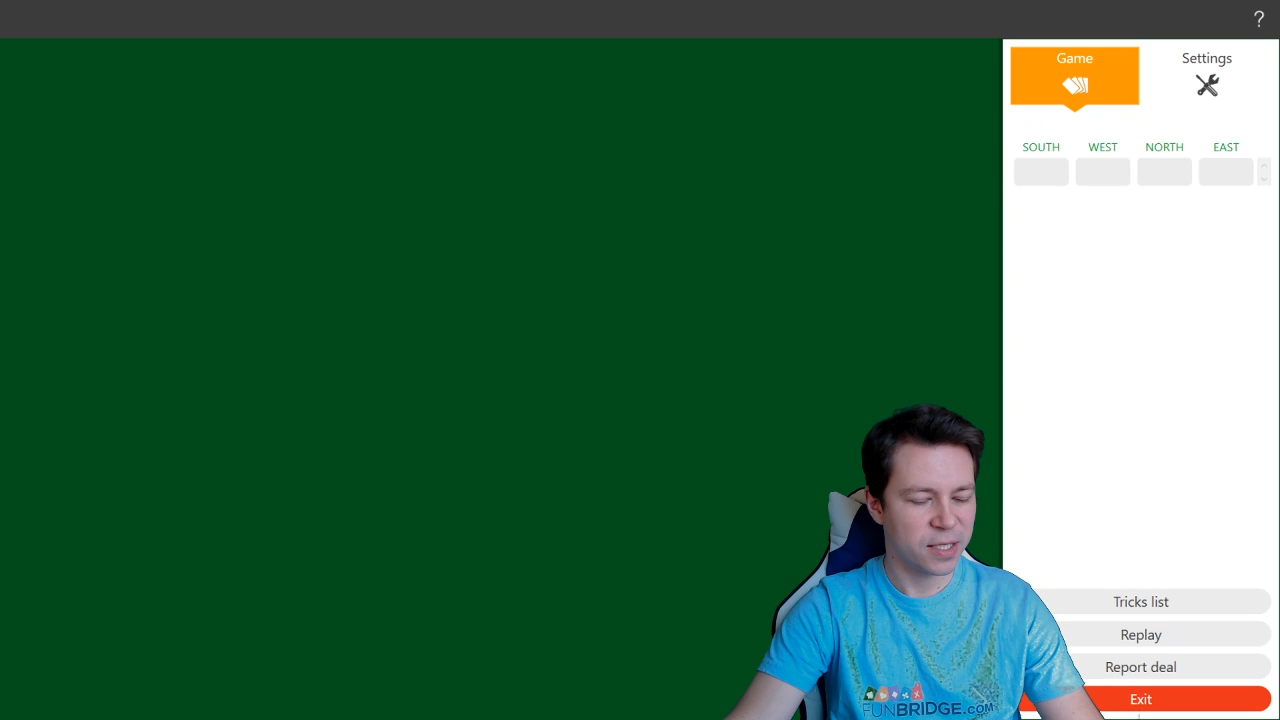 ?
Game
Settings
SOUTH WEST NORTH EAST
Tricks list
Replay
Report deal
Exit
FUNBRIDGE.COM